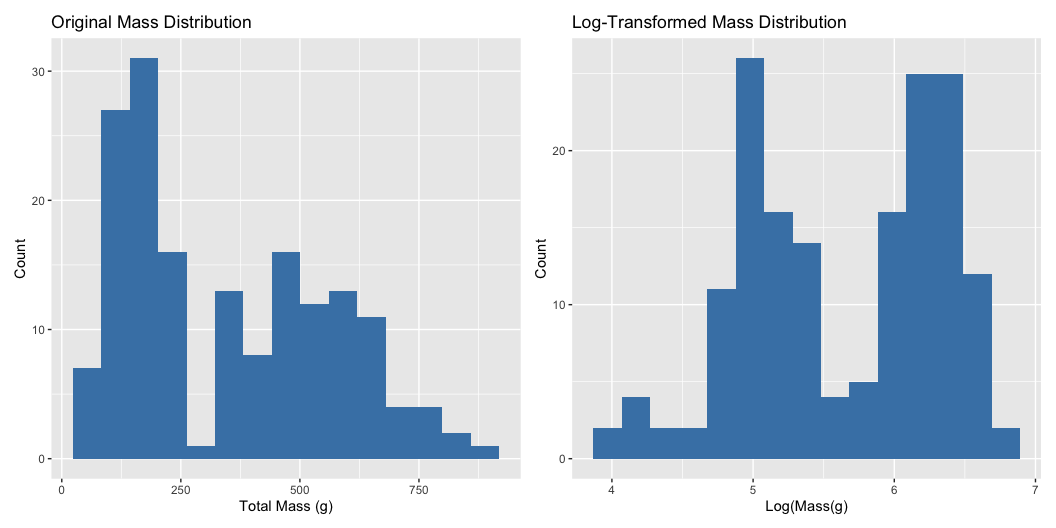 Original Mass Distribution
30
20
10
0
Count
0 250 500 750
Total Mass (g)
Log-Transformed Mass Distribution
20
10
0
Count
4 5 6 7
Log(Mass(g)